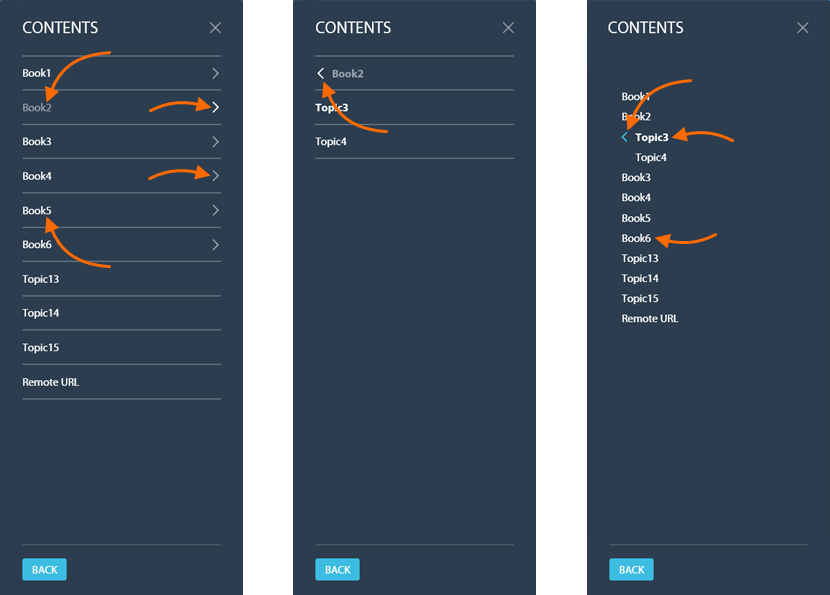 CONTENTS
Book1
Book2
Book3
Book4
Book5
Book6
Topic13
Topic14
Topic15
Remote URL
BACK
CONTENTS
Book2
Topic3
Topic4
BACK
CONTENTS
Book1
Book2
Topic3
Topic4
Book3
Book4
Book5
Book6
Topic13
Topic14
Topic15
Remote URL
BACK